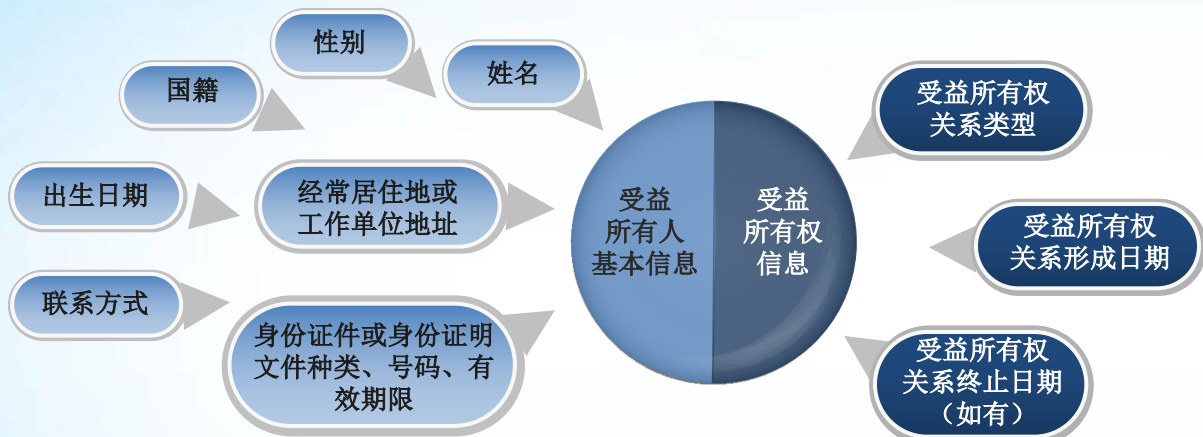 性别
姓名
国籍
出生日期
经常居住地或
工作单位地址
联系方式
身份证件或身份证明
文件种类、号码、有
效期限
受益
所有人
基本信息
受益
所有权
信息
受益所有权
关系类型
受益所有权
关系形成日期
受益所有权
关系终止日期
（如有）